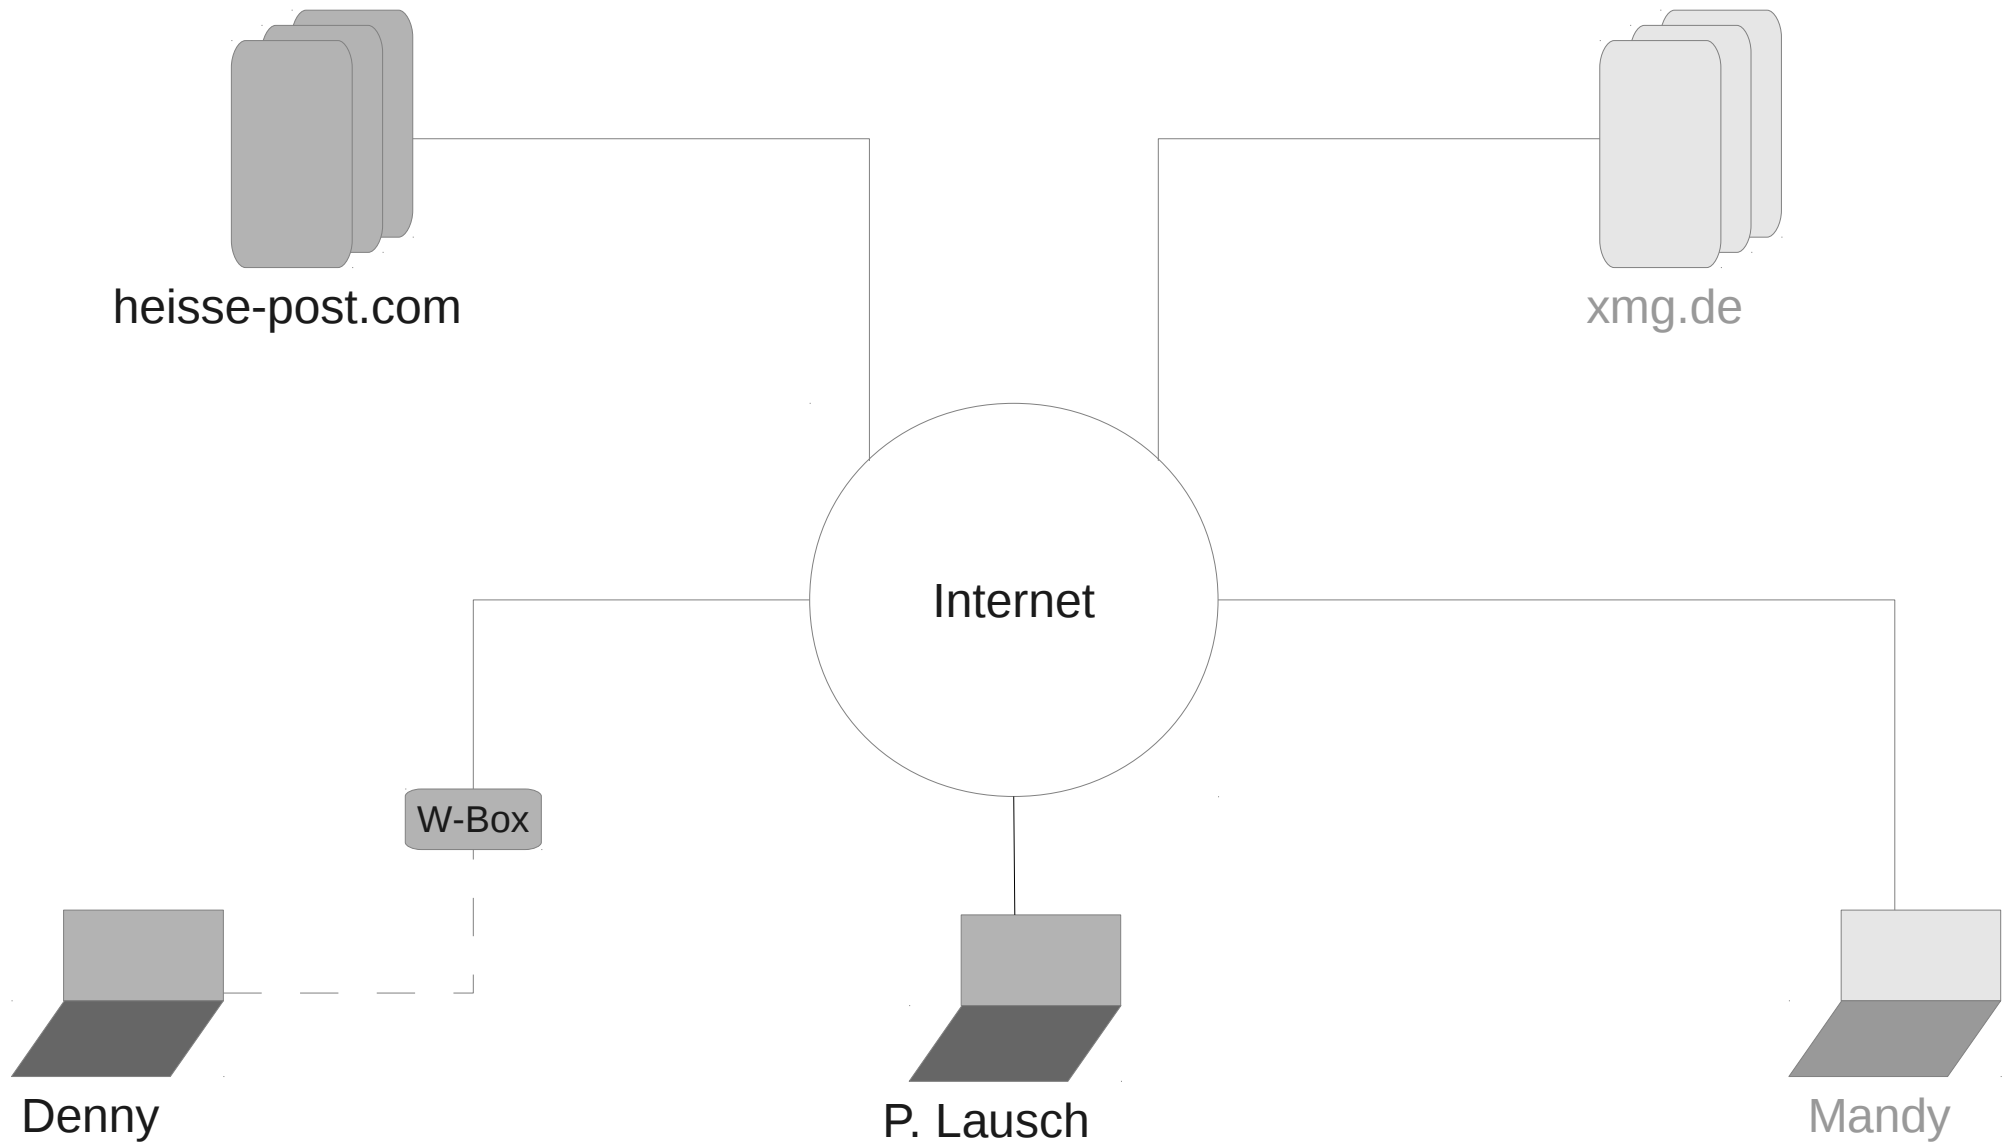 heisse-post.com
xmg.de
Internet
W-Box
Denny
P. Lausch
Mandy